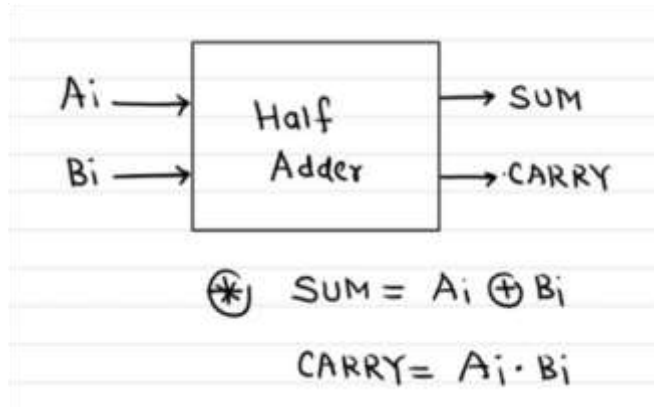 Ai
Half
SUM
Bi
Adder
CARRY
* SUM = Ai ⊕ Bi
CARRY = Ai · Bi